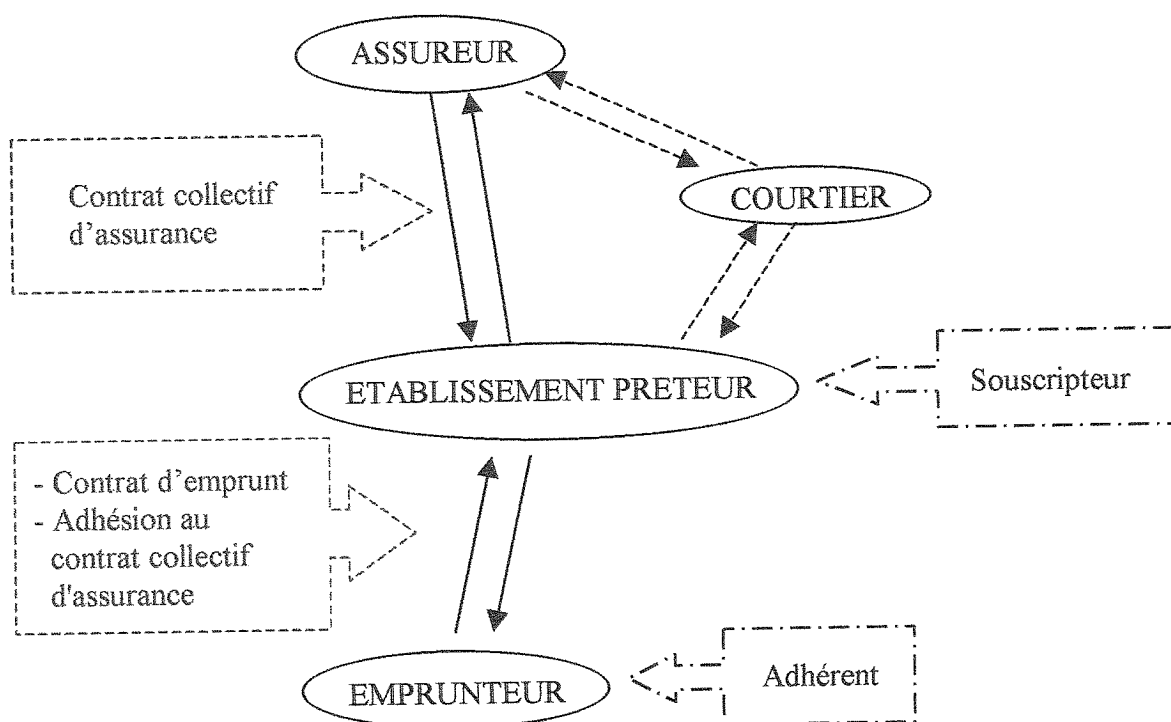 ASSUREUR
Contrat collectif
d’assurance
COURTIER
ETABLISSEMENT PRETEUR
Souscripteur
- Contrat d’emprunt
- Adhésion au
contrat collectif
d'assurance
EMPRUNTEUR
Adhérent